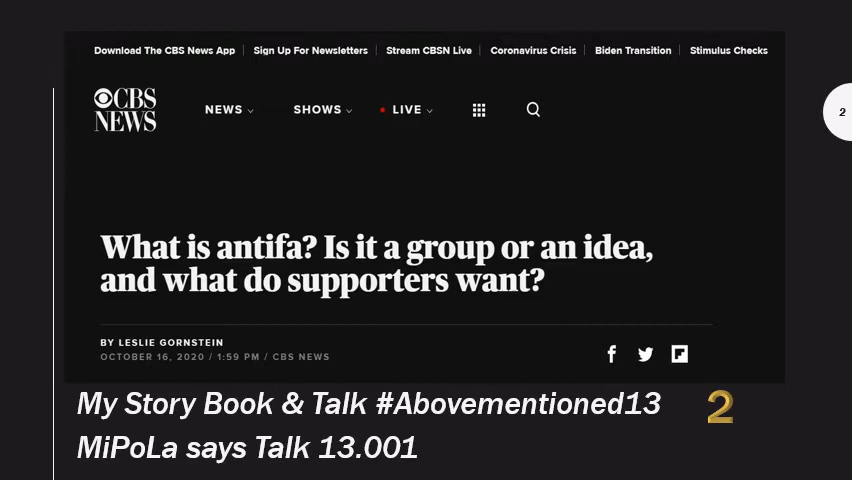 Download The CBS News App Sign Up For Newsletters Stream CBSN Live Coronavirus Crisis Biden Transition Stimulus Checks
CBS NEWS
NEWS SHOWS LIVE
2
What is antifa? Is it a group or an idea,
and what do supporters want?
BY LESLIE GORNSTEIN
OCTOBER 16, 2020 / 1:59 PM / CBS NEWS
My Story Book & Talk #Abovementioned13 2
MiPoLa says Talk 13.001